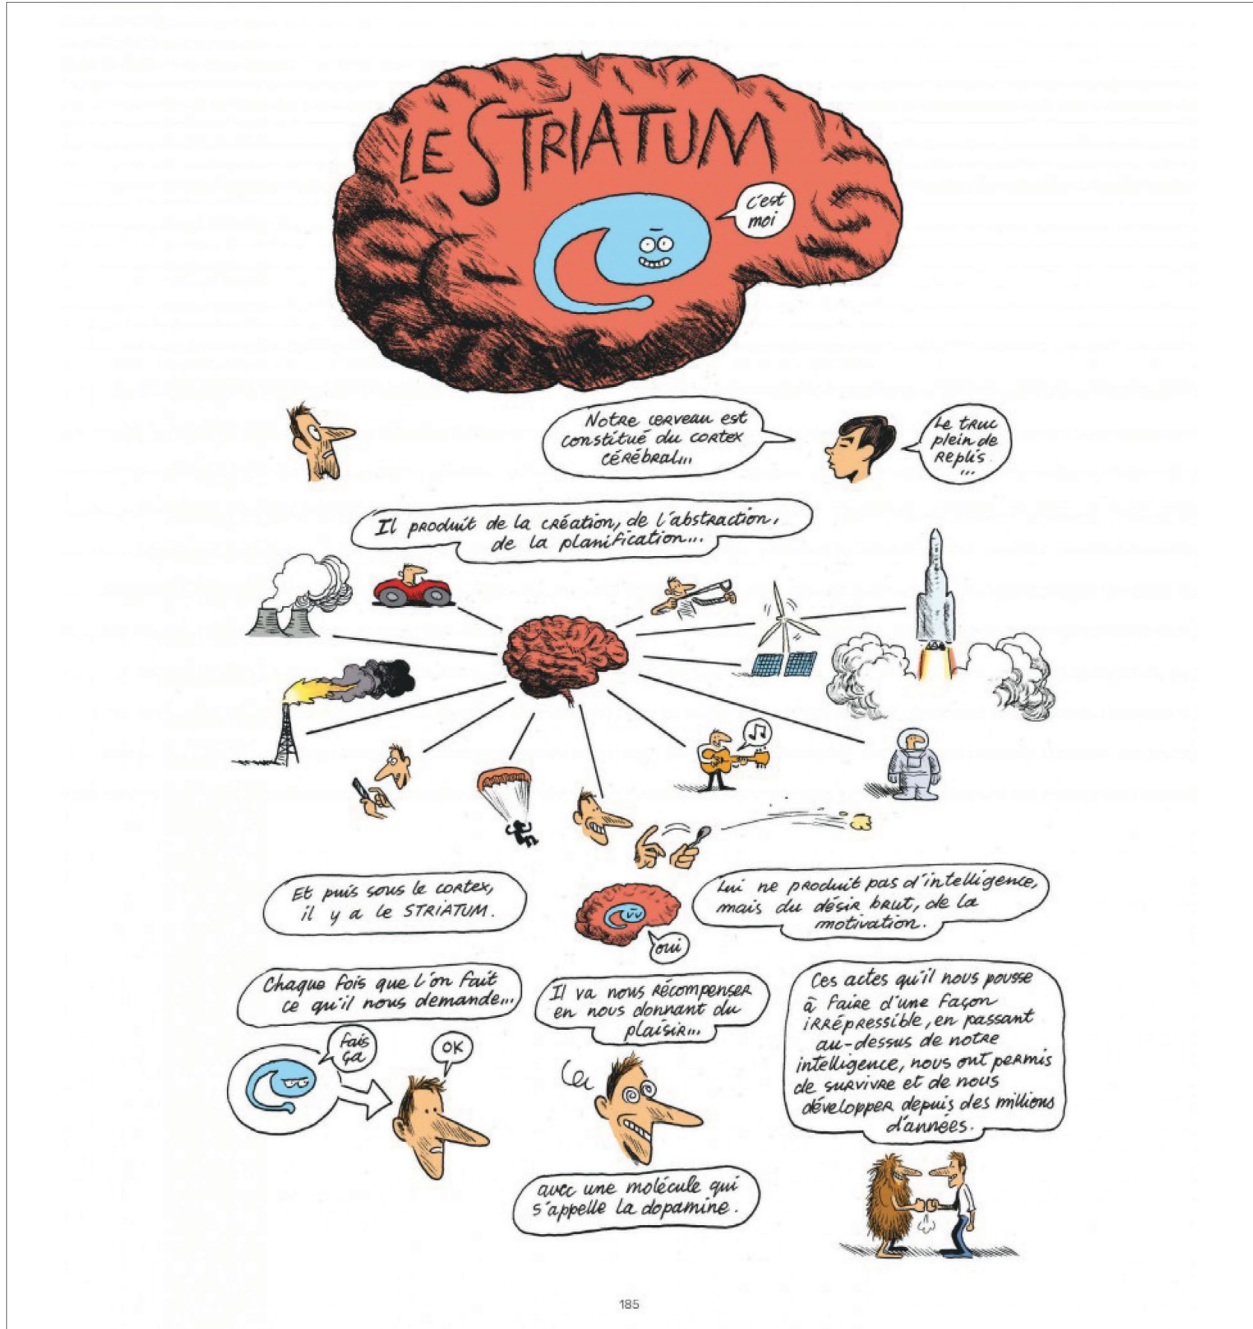 LE STRIATUM
C'est
moi
Notre cerveau est
constitué du cortex
cérébral...
Le truc
plein de
replis
...
Il produit de la création, de l'abstraction,
de la planification...
Et puis sous le cortex,
il y a le STRIATUM.
Lui ne produit pas d'intelligence,
mais du désir brut, de la
motivation.
oui
Chaque fois que l'on fait
ce qu'il nous demande...
fais
ça
OK
Il va nous récompenser
en nous donnant du
plaisir...
avec une molécule qui
s'appelle la dopamine.
Ces actes qu'il nous pousse
à faire d'une façon
irrépressible, en passant
au-dessus de notre
intelligence, nous ont permis
de survivre et de nous
développer depuis des millions
d'années.
185